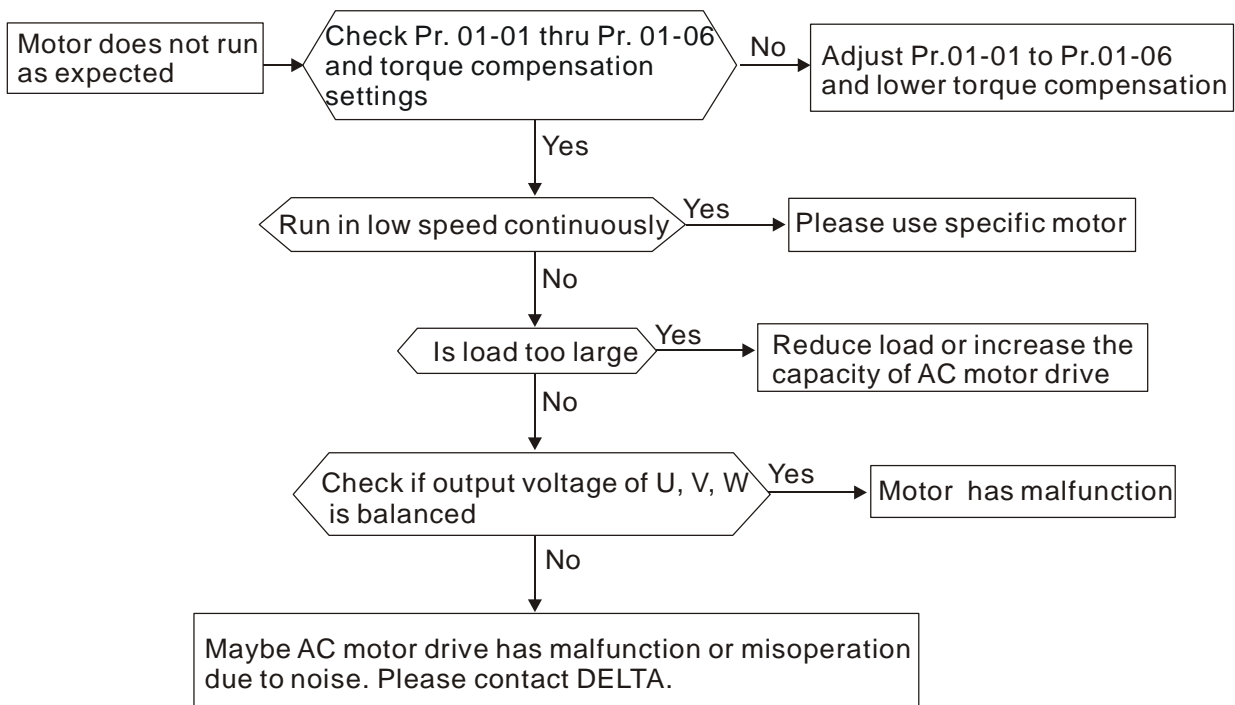 Motor does not run
as expected
Check Pr. 01-01 thru Pr. 01-06
and torque compensation
settings
No
Adjust Pr.01-01 to Pr.01-06
and lower torque compensation
Yes
Run in low speed continuously
Yes
Please use specific motor
No
Is load too large
Yes
Reduce load or increase the
capacity of AC motor drive
No
Check if output voltage of U, V, W
is balanced
Yes
Motor has malfunction
No
Maybe AC motor drive has malfunction or misoperation
due to noise. Please contact DELTA.